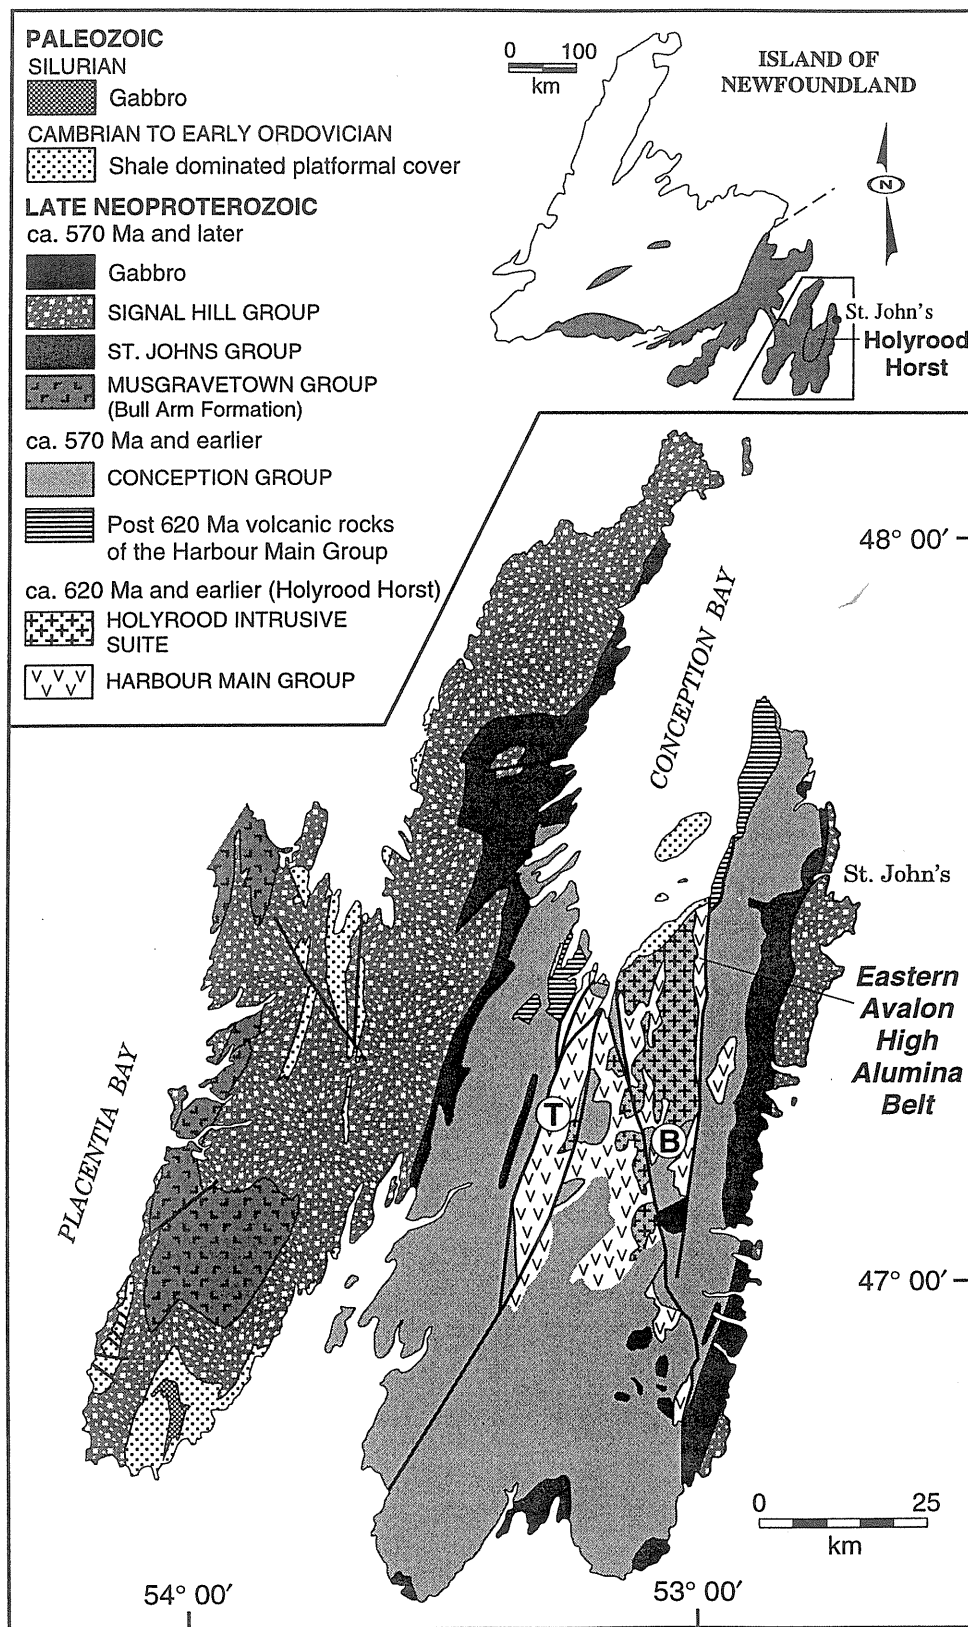 PALEOZOIC
SILURIAN
Gabbro
CAMBRIAN TO EARLY ORDOVICIAN
Shale dominated platformal cover
LATE NEOPROTEROZOIC
ca. 570 Ma and later
Gabbro
SIGNAL HILL GROUP
ST. JOHNS GROUP
MUSGRAVETOWN GROUP
(Bull Arm Formation)
ca. 570 Ma and earlier
CONCEPTION GROUP
Post 620 Ma volcanic rocks
of the Harbour Main Group
ca. 620 Ma and earlier (Holyrood Horst)
HOLYROOD INTRUSIVE
SUITE
HARBOUR MAIN GROUP
0 100
km
ISLAND OF
NEWFOUNDLAND
N
St. John's
Holyrood
Horst
48° 00′
CONCEPTION BAY
St. John's
Eastern
Avalon
High
Alumina
Belt
T
B
PLACENTIA BAY
47° 00′
0 25
km
54° 00′
53° 00′